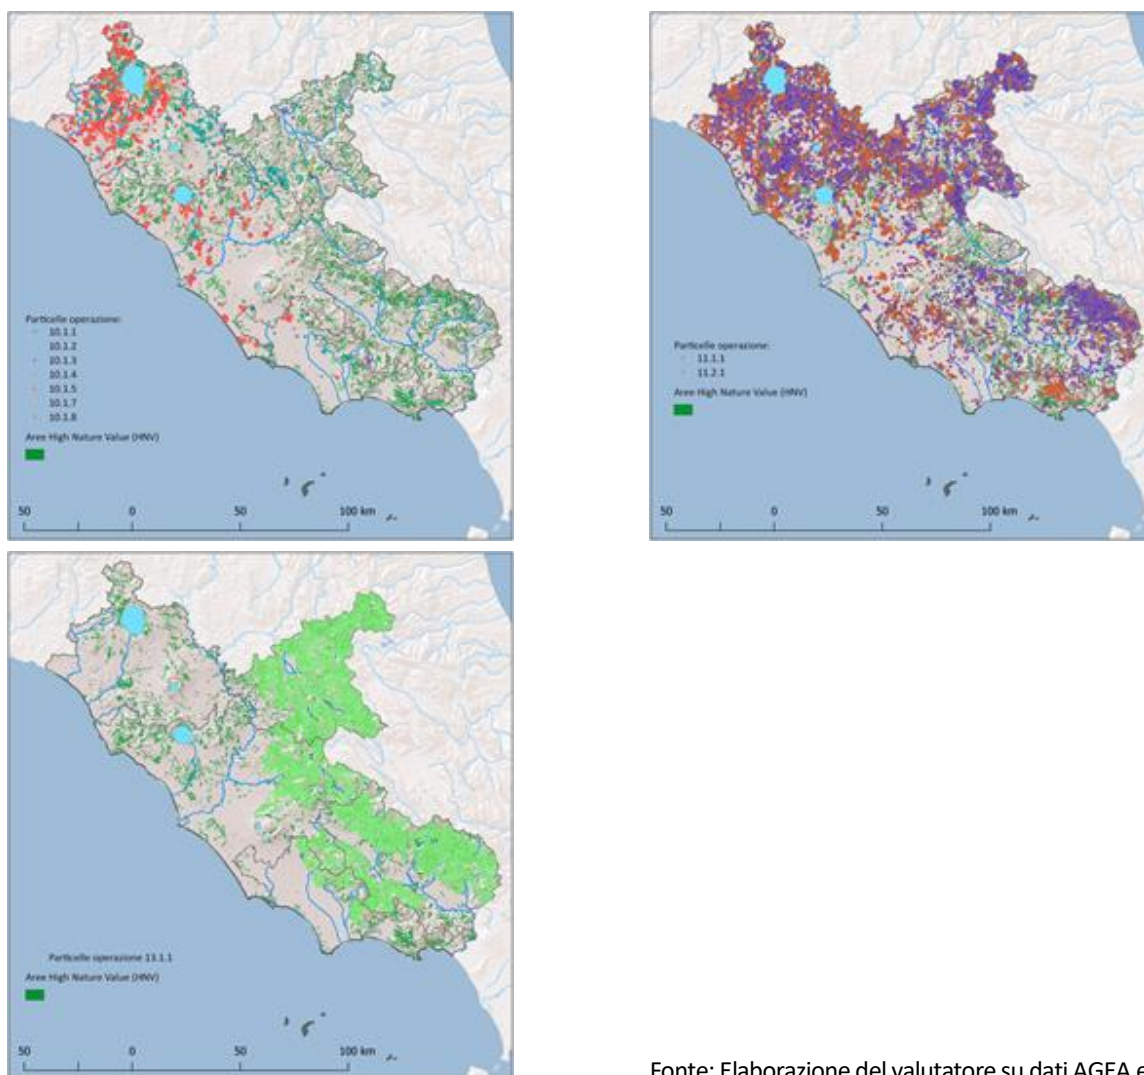 Particelle operazione:
10.1.1
10.1.2
10.1.3
10.1.4
10.1.5
10.1.7
10.1.8
Aree High Nature Value (HNV)
50 0 50 100 km
Particelle operazione:
11.1.1
11.2.1
Aree High Nature Value (HNV)
50 0 50 100 km
Particelle operazione 13.1.1
Aree High Nature Value (HNV)
50 0 50 100 km
Fonte: Elaborazione del valutatore su dati AGEA e